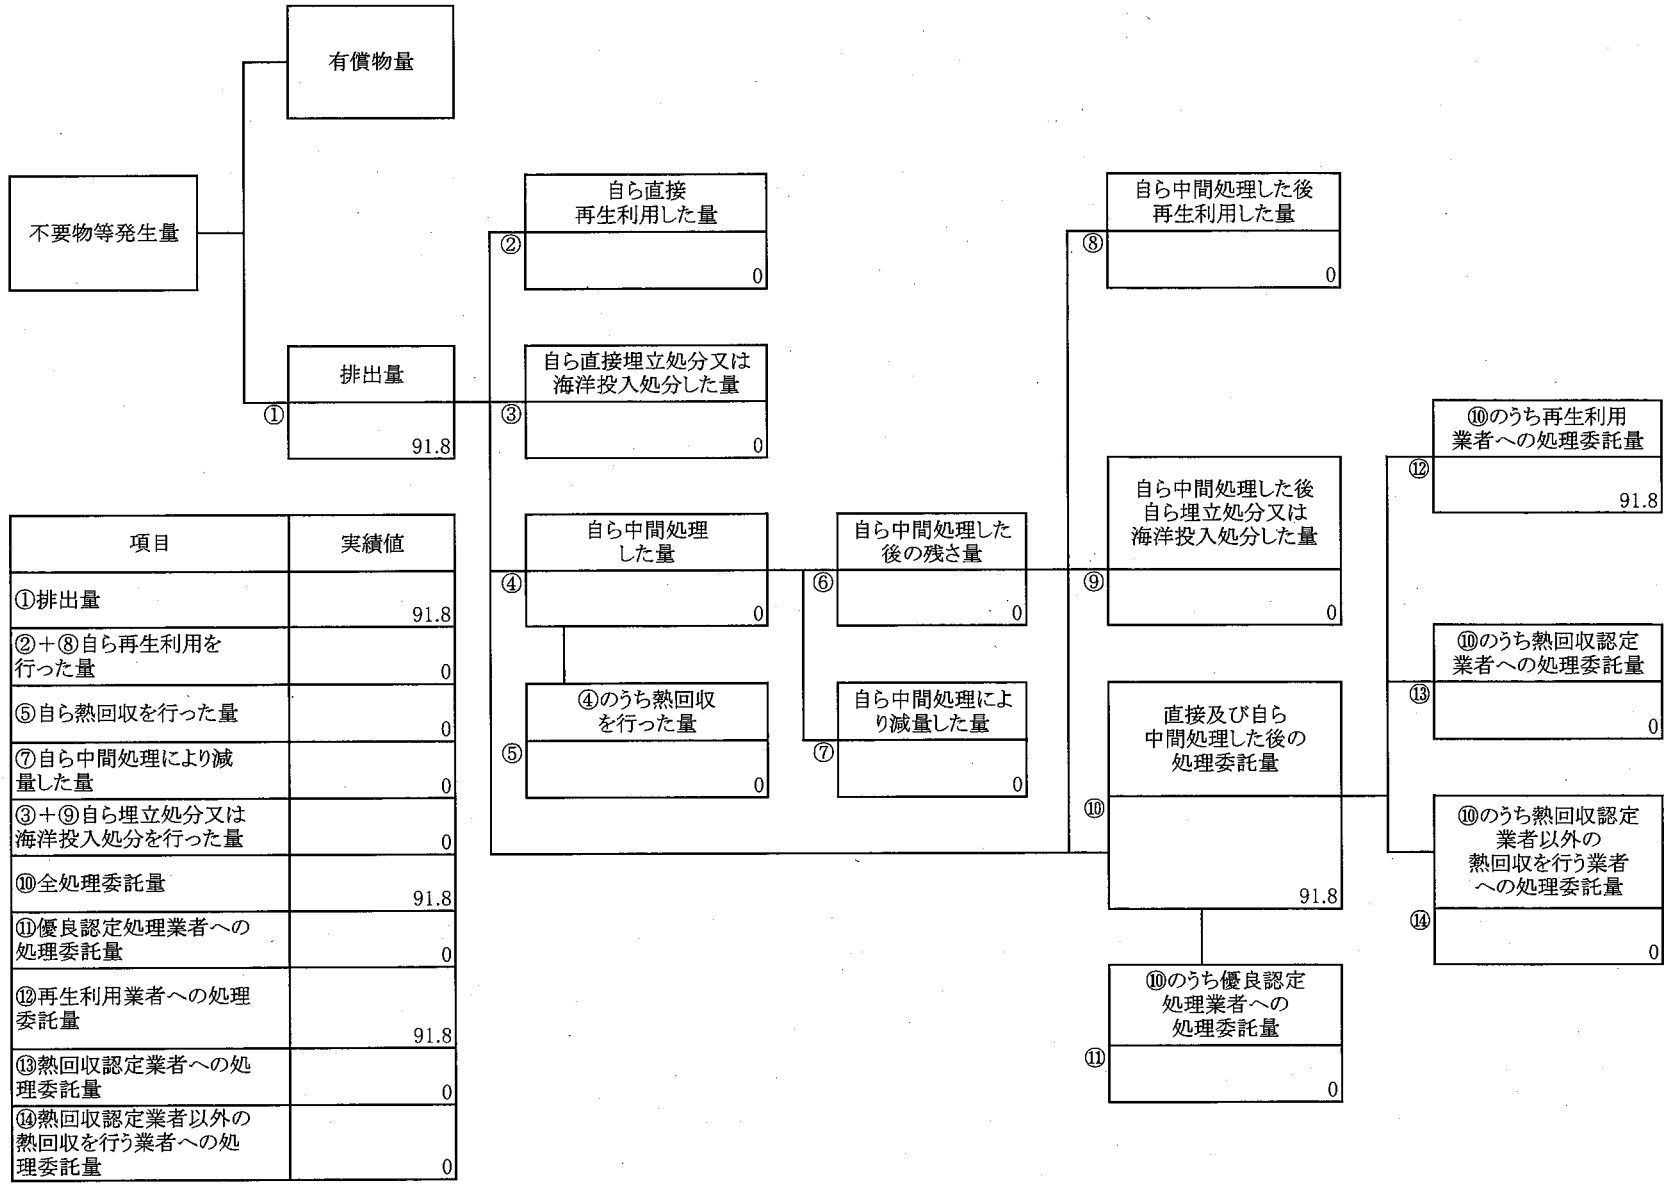 有償物量
不要物等発生量
排出量
①
91.8
自ら直接
再生利用した量
②
0
自ら直接埋立処分又は
海洋投入処分した量
③
0
自ら中間処理
した量
④
0
④のうち熱回収
を行った量
⑤
0
自ら中間処理した
後の残さ量
⑥
0
自ら中間処理によ
り減量した量
⑦
0
自ら中間処理した後
再生利用した量
⑧
0
自ら中間処理した後
自ら埋立処分又は
海洋投入処分した量
⑨
0
直接及び自ら
中間処理した後の
処理委託量
⑩
91.8
⑩のうち優良認定
処理業者への
処理委託量
⑪
0
⑩のうち再生利用
業者への処理委託量
⑫
91.8
⑩のうち熱回収認定
業者への処理委託量
⑬
0
⑩のうち熱回収認定
業者以外の
熱回収を行う業者
への処理委託量
⑭
0
項目 実績値
①排出量
91.8
②＋⑧自ら再生利用を
行った量
0
⑤自ら熱回収を行った量
0
⑦自ら中間処理により減
量した量
0
③＋⑨自ら埋立処分又は
海洋投入処分を行った量
0
⑩全処理委託量
91.8
⑪優良認定処理業者への
処理委託量
0
⑫再生利用業者への処理
委託量
91.8
⑬熱回収認定業者への処
理委託量
0
⑭熱回収認定業者以外の
熱回収を行う業者への処
理委託量
0